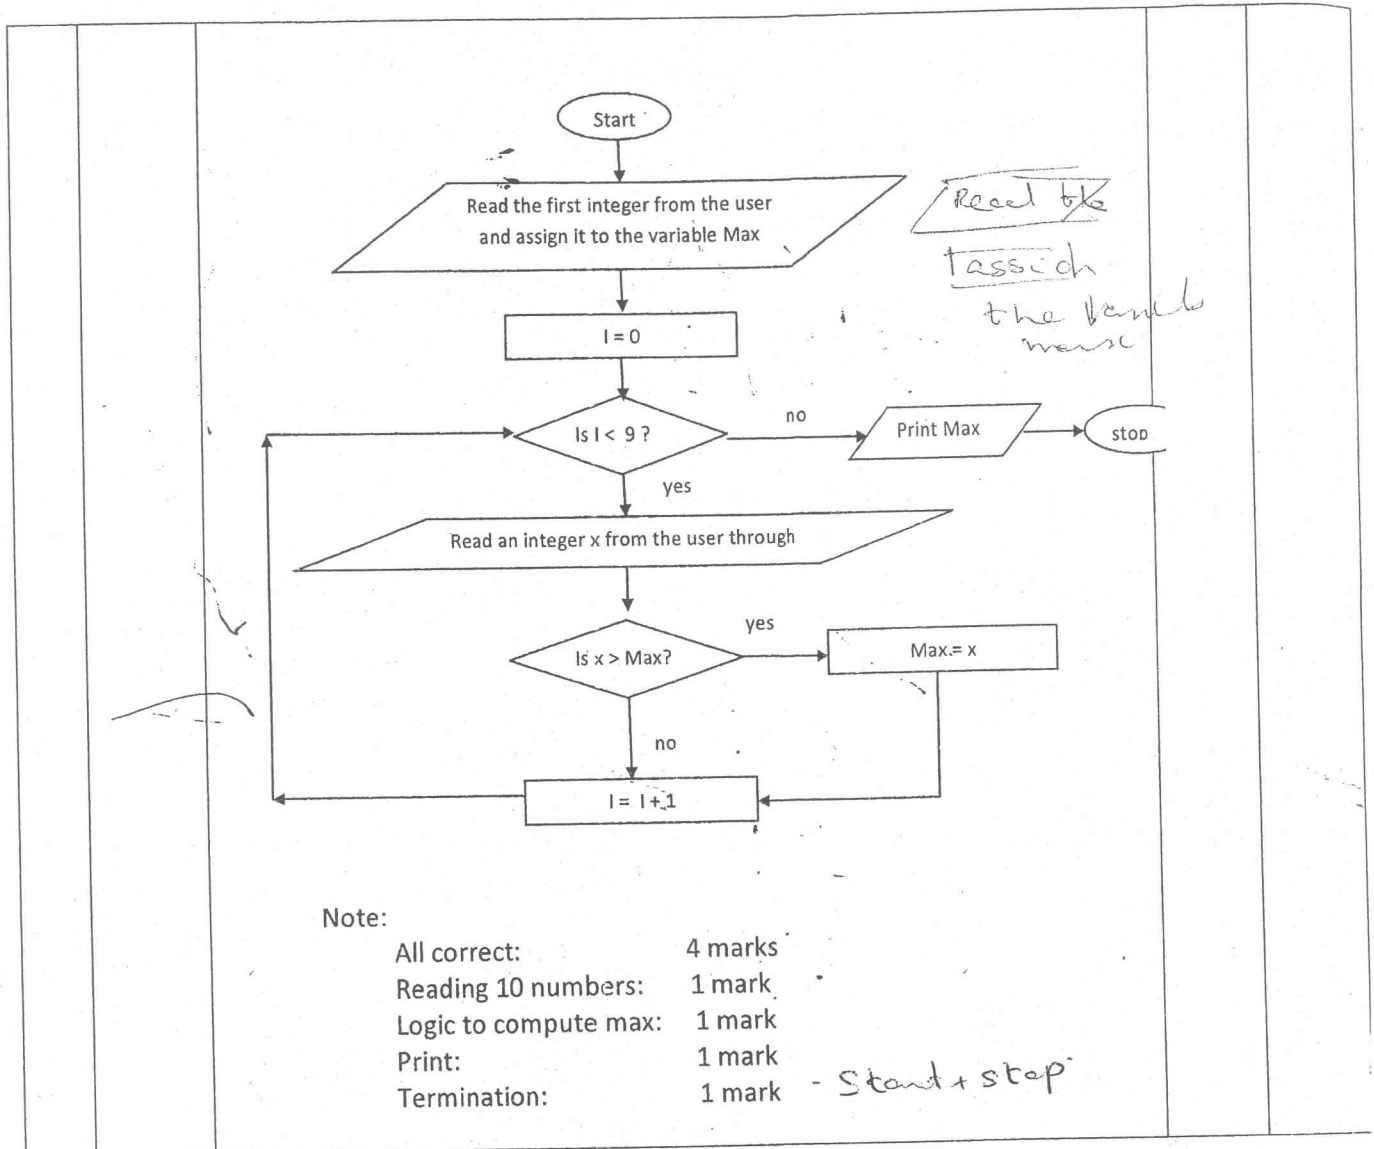 Start
Read the first integer from the user
and assign it to the variable Max
Read the
assich
the
I = 0
Is I < 9 ?
no
Print Max
stop
yes
Read an integer x from the user through
Is x > Max?
yes
Max = x
no
I = I + 1
Note:
All correct: 4 marks
Reading 10 numbers: 1 mark
Logic to compute max: 1 mark
Print: 1 mark
Termination: 1 mark - Start + stop